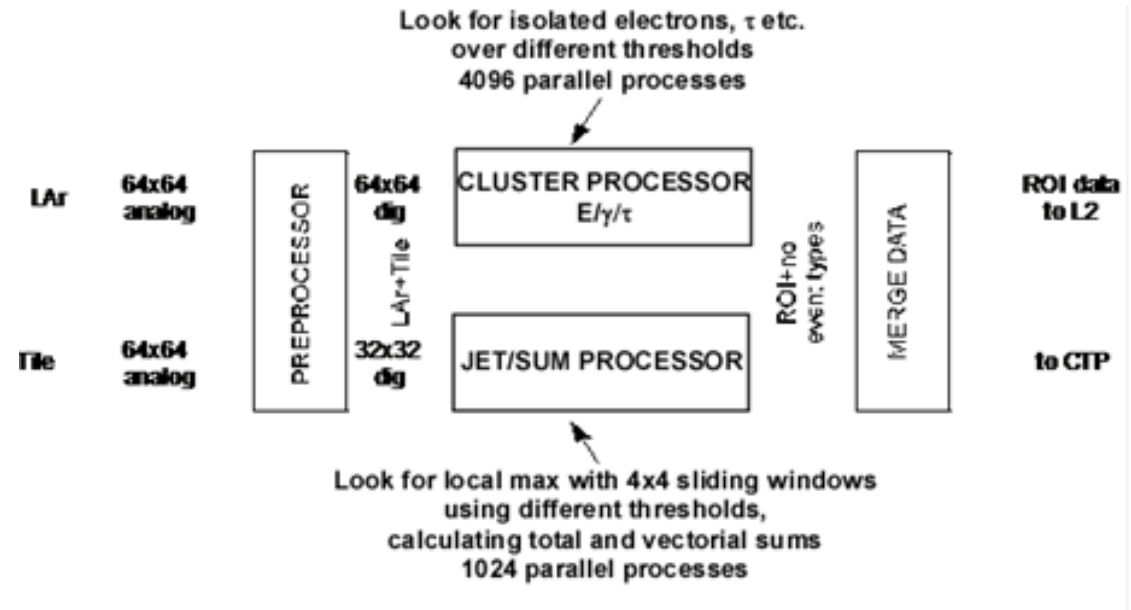 Look for isolated electrons, τ etc.
over different thresholds
4096 parallel processes
LAr
64x64
analog
PREPROCESSOR
64x64
dig
LAr+Tile
CLUSTER PROCESSOR
E/γ/τ
ROI+no
event types
MERGE DATA
ROI data
to L2
Tile
64x64
analog
32x32
dig
JET/SUM PROCESSOR
to CTP
Look for local max with 4x4 sliding windows
using different thresholds,
calculating total and vectorial sums
1024 parallel processes